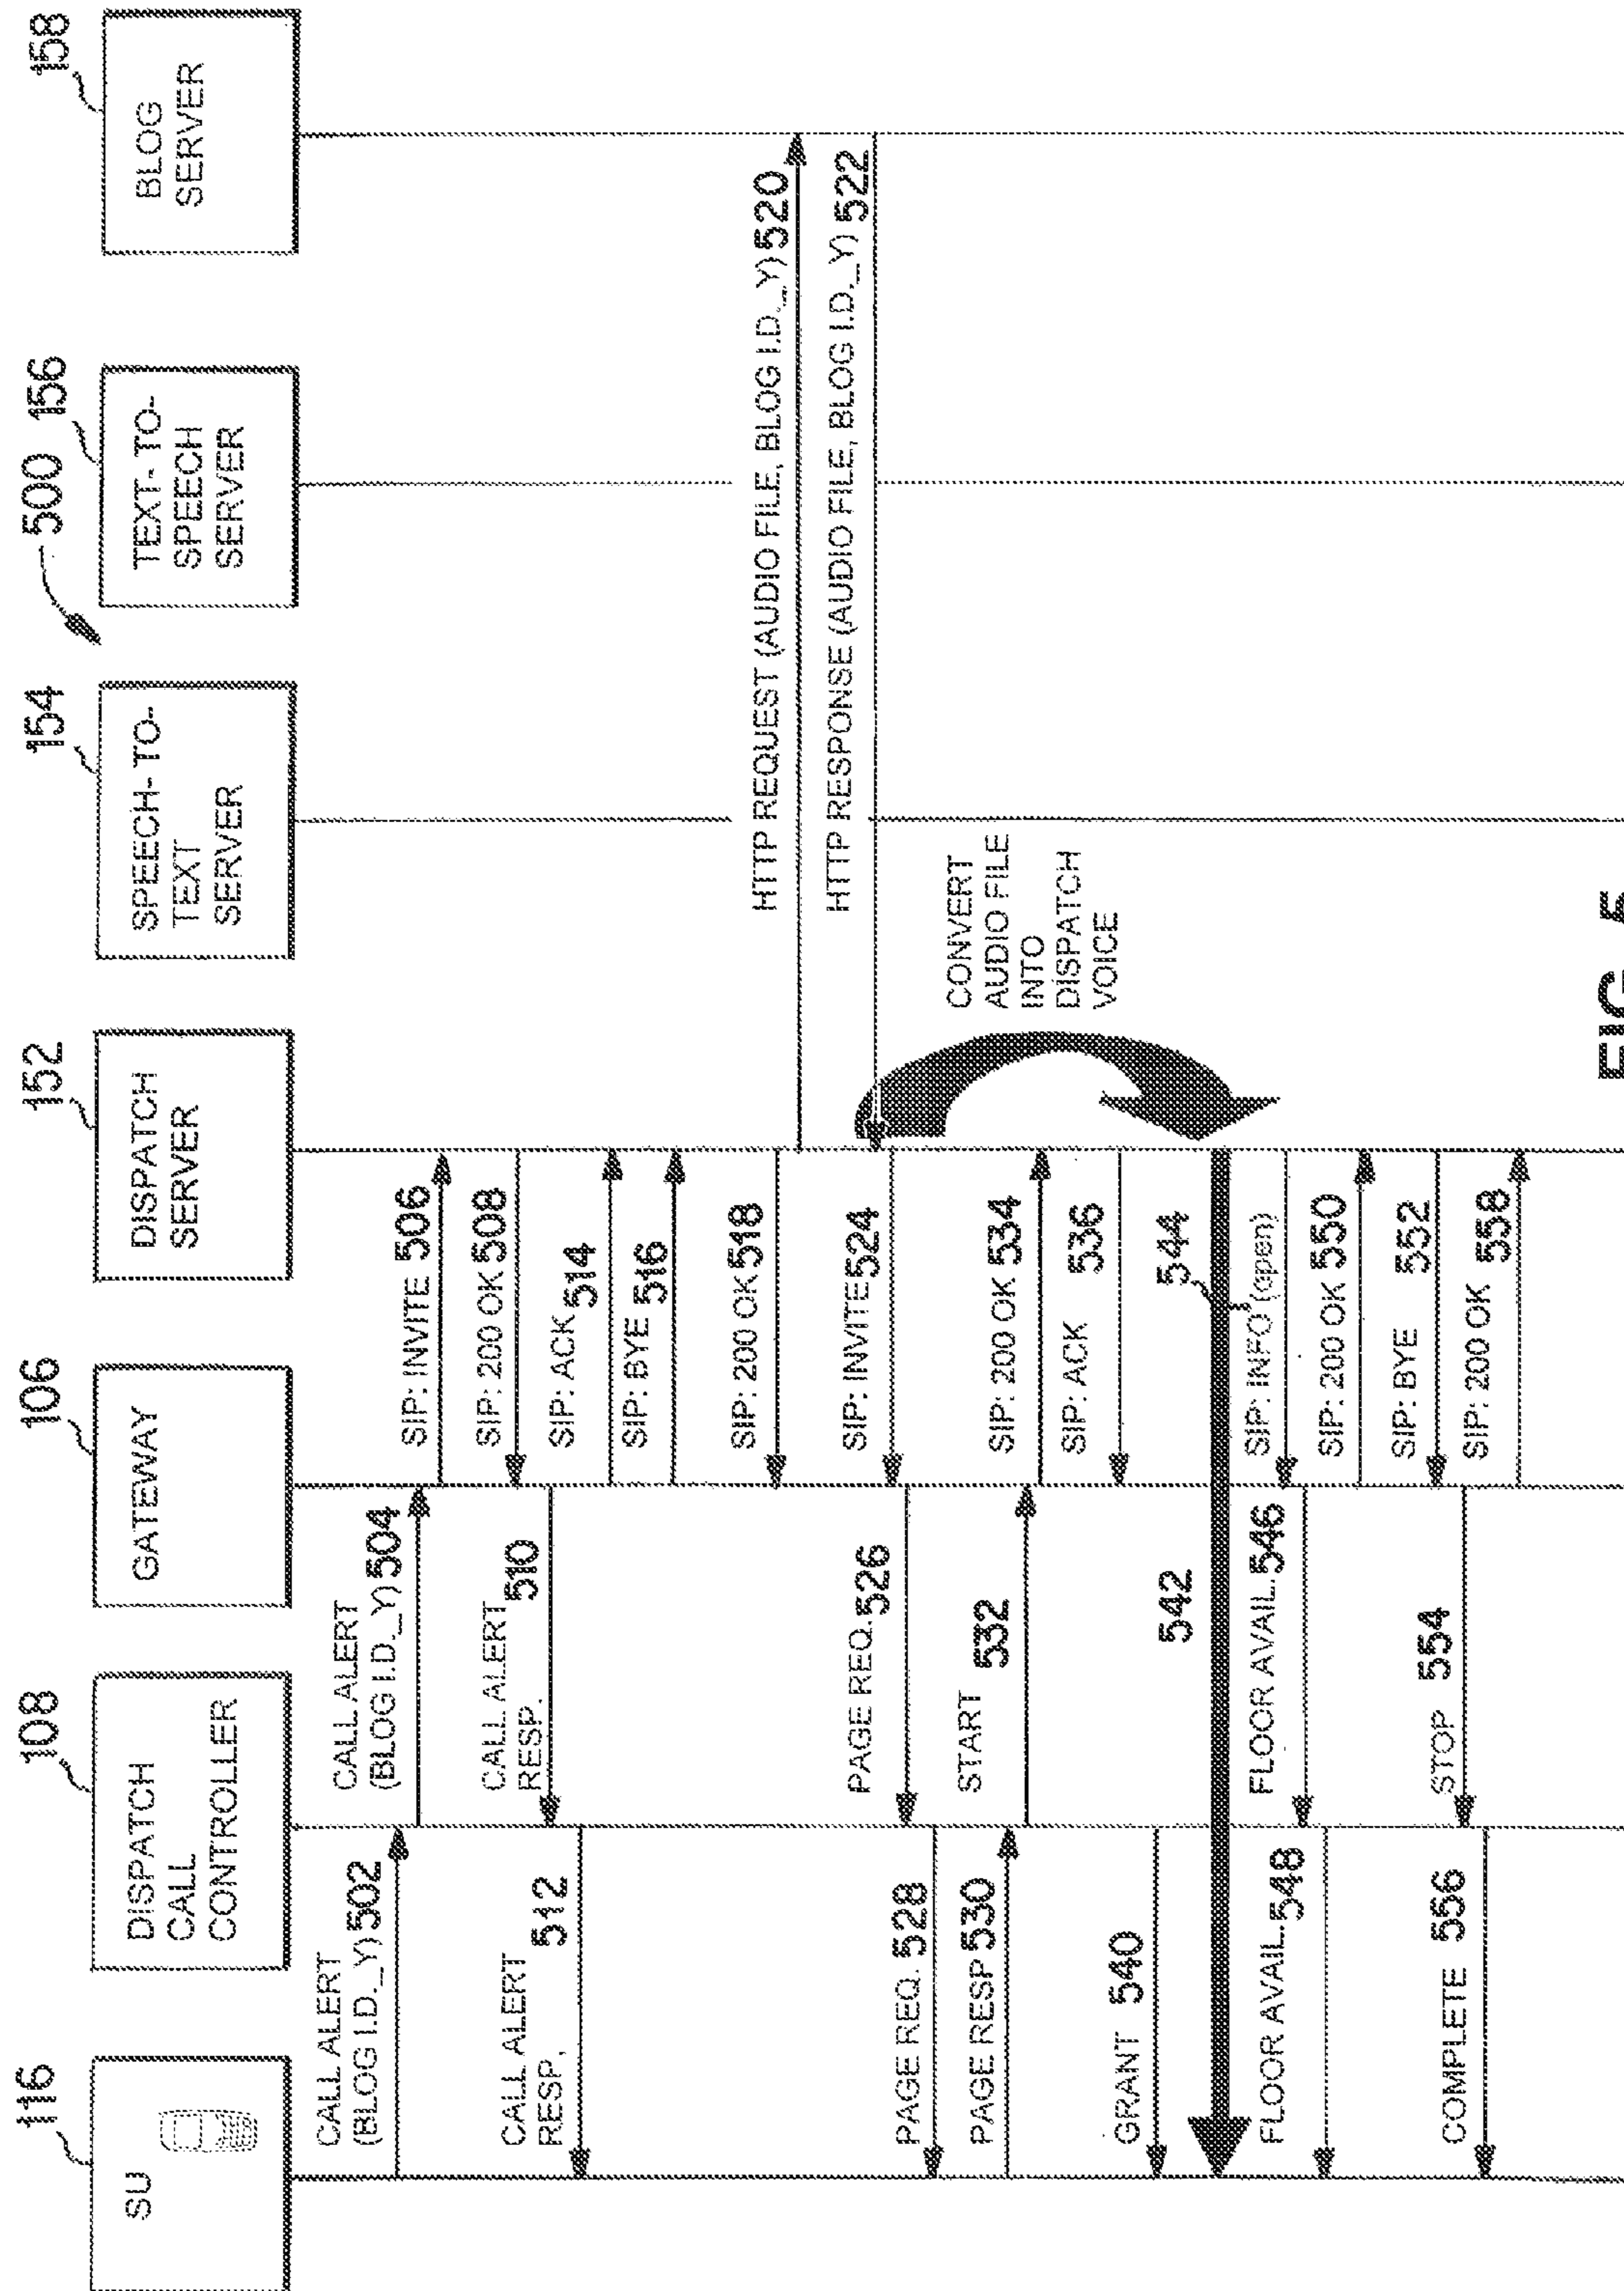 500
116
SU
108
DISPATCH
CALL
CONTROLLER
106
GATEWAY
152
DISPATCH
SERVER
154
SPEECH-TO-
TEXT
SERVER
156
TEXT-TO-
SPEECH
SERVER
158
BLOG
SERVER
CALL ALERT
(BLOG I.D._Y) 502
CALL ALERT
(BLOG I.D._Y) 504
SIP: INVITE 506
SIP: 200 OK 508
CALL ALERT
RESP. 510
CALL ALERT
RESP. 512
SIP: ACK 514
SIP: BYE 516
SIP: 200 OK 518
HTTP REQUEST (AUDIO FILE, BLOG I.D._Y) 520
HTTP RESPONSE (AUDIO FILE, BLOG I.D._Y) 522
SIP: INVITE 524
PAGE REQ. 526
PAGE REQ. 528
PAGE RESP 530
START 532
SIP: 200 OK 534
SIP: ACK 536
CONVERT
AUDIO FILE
INTO
DISPATCH
VOICE
GRANT 540
542
544
SIP: INFO (open)
FLOOR AVAIL. 546
FLOOR AVAIL. 548
SIP: 200 OK 550
SIP: BYE 552
STOP 554
COMPLETE 556
SIP: 200 OK 558
FIG. 5